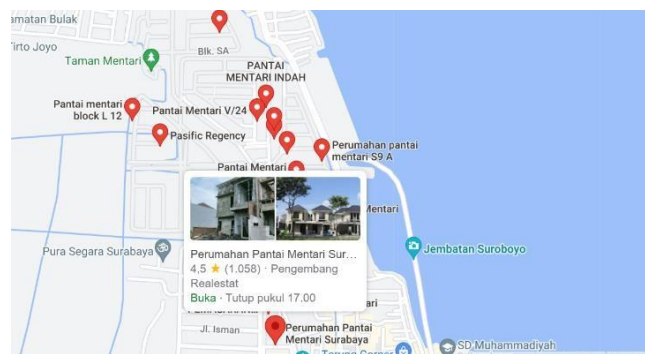 amatan Bulak
Tirto Joyo
Taman Mentari
Blk. SA
PANTAI
MENTARI INDAH
Pantai mentari
block L 12
Pantai Mentari V/24
Pasific Regency
Perumahan pantai
mentari S9 A
Pantai Mentari
Mentari
Perumahan Pantai Mentari Sur...
4,5 ★ (1.058) · Pengembang
Realestat
Buka · Tutup pukul 17.00
Pura Segara Surabaya
Jembatan Suroboyo
ari
Jl. Isman
Perumahan Pantai
Mentari Surabaya
SD Muhammadiyah